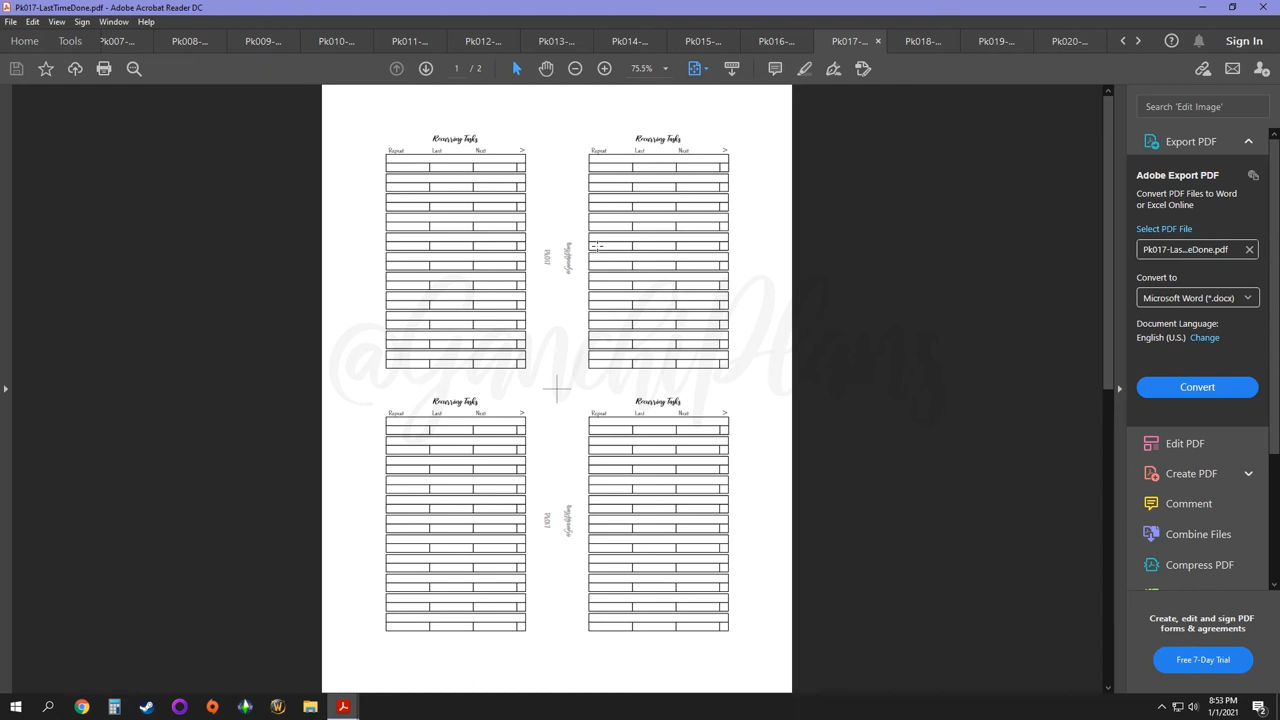 Pk017-LastTimeDone.pdf - Adobe Acrobat Reader DC
File Edit View Sign Window Help
Home Tools ?k007-... Pk008-... Pk009-... Pk010-... Pk011-... Pk012-... Pk013-... Pk014-... Pk015-... Pk016-... Pk017-... × Pk018-... Pk019-... Pk020-... Sign In
1 / 2 75.5%
Search 'Edit Image'
Export PDF
Adobe Export PDF
Convert PDF Files to Word
or Excel Online
Select PDF File
Pk017-Las...eDone.pdf
Convert to
Microsoft Word (*.docx)
Document Language:
English (U.S.) Change
Convert
Edit PDF
Create PDF
Comment
Combine Files
Compress PDF
Create, edit and sign PDF
forms & agreements
Free 7-Day Trial
Recurring Tasks
Repeat Last Next >
Recurring Tasks
Repeat Last Next >
Pk017
@GanchiPlans
Recurring Tasks
Repeat Last Next >
Recurring Tasks
Repeat Last Next >
Pk017
8:53 PM
1/1/2021
2